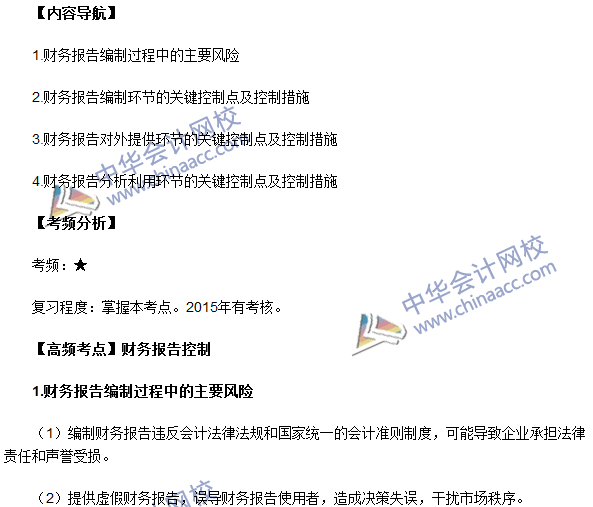 【内容导航】
1.财务报告编制过程中的主要风险
2.财务报告编制环节的关键控制点及控制措施
3.财务报告对外提供环节的关键控制点及控制措施
4.财务报告分析利用环节的关键控制点及控制措施
【考频分析】
考频：★
复习程度：掌握本考点。2015年有考核。
【高频考点】财务报告控制
1.财务报告编制过程中的主要风险
（1）编制财务报告违反会计法律法规和国家统一的会计准则制度，可能导致企业承担法律
责任和声誉受损。
（2）提供虚假财务报告，误导财务报告使用者，造成决策失误，干扰市场秩序。
中华会计网校
www.chinaacc.com
中华会计网校
www.chinaacc.com